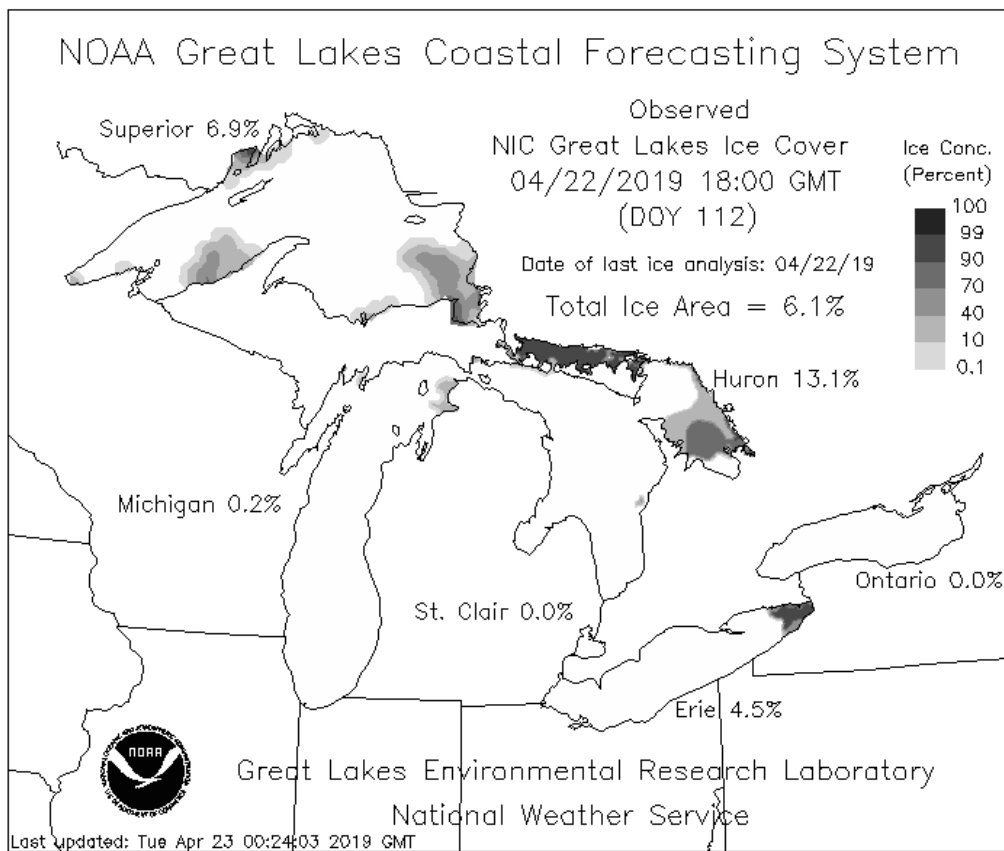 NOAA Great Lakes Coastal Forecasting System
Superior 6.9%
Observed
NIC Great Lakes Ice Cover
04/22/2019 18:00 GMT
(DOY 112)
Ice Conc.
(Percent)
100
99
90
70
40
10
0.1
Date of last ice analysis: 04/22/19
Total Ice Area = 6.1%
Huron 13.1%
Michigan 0.2%
Ontario 0.0%
St. Clair 0.0%
Erie 4.5%
NOAA
Great Lakes Environmental Research Laboratory
National Weather Service
Last updated: Tue Apr 23 00:24:03 2019 GMT